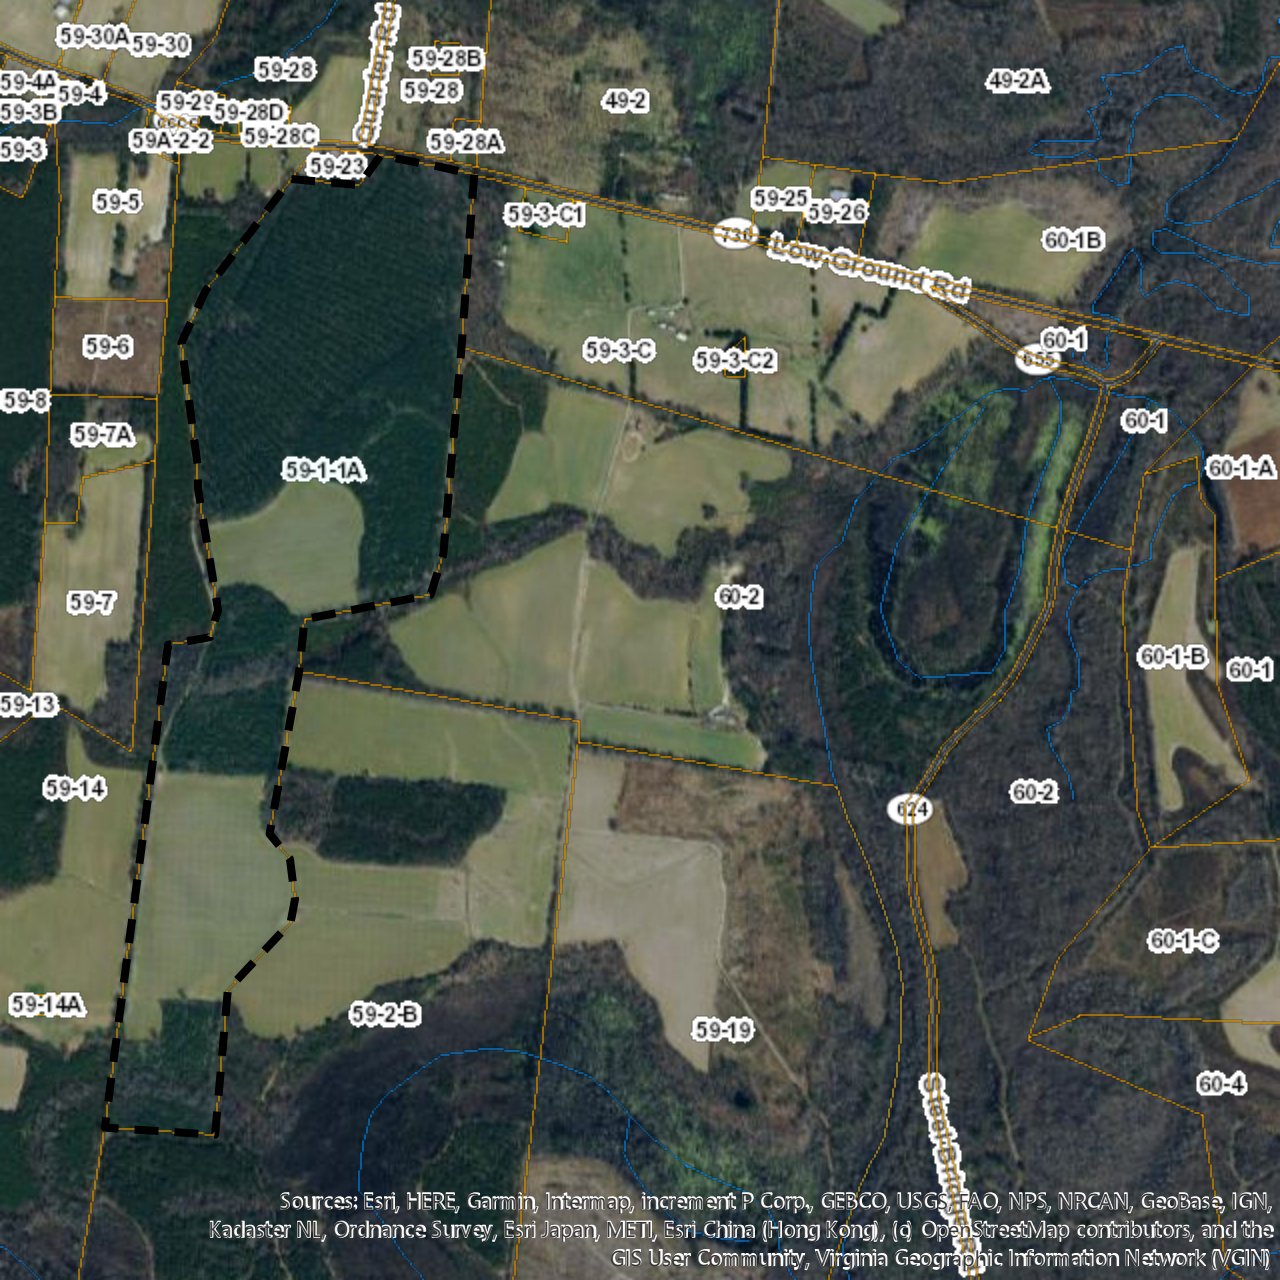 59-30A
59-30
59-28B
59-28
59-28
49-2A
59-4A
59-4
59-29
59-28D
49-2
59-3B
59-28C
59A-2-2
59-28A
59-3
59-23
59-5
59-25
59-26
59-3-C1
731
60-1B
Low Ground Rd
60-1
59-6
59-3-C
59-3-C2
59-8
60-1
59-7A
59-1-1A
60-1-A
59-7
60-2
60-1-B
60-1
59-13
59-14
60-2
624
60-1-C
59-14A
59-2-B
59-19
60-4
Sources: Esri, HERE, Garmin, Intermap, increment P Corp., GEBCO, USGS, FAO, NPS, NRCAN, GeoBase, IGN,
Kadaster NL, Ordnance Survey, Esri Japan, METI, Esri China (Hong Kong), (c) OpenStreetMap contributors, and the
GIS User Community, Virginia Geographic Information Network (VGIN)